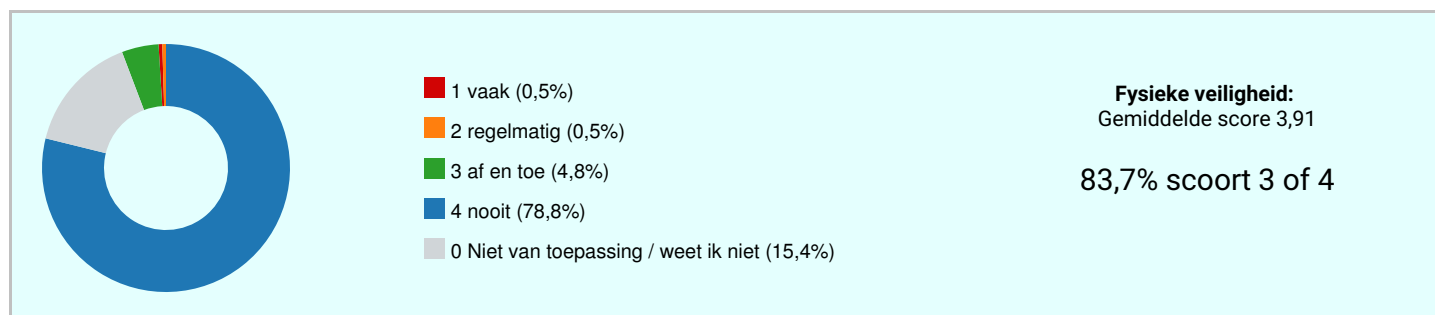 1 vaak (0,5%)
2 regelmatig (0,5%)
3 af en toe (4,8%)
4 nooit (78,8%)
0 Niet van toepassing / weet ik niet (15,4%)
Fysieke veiligheid:
Gemiddelde score 3,91
83,7% scoort 3 of 4